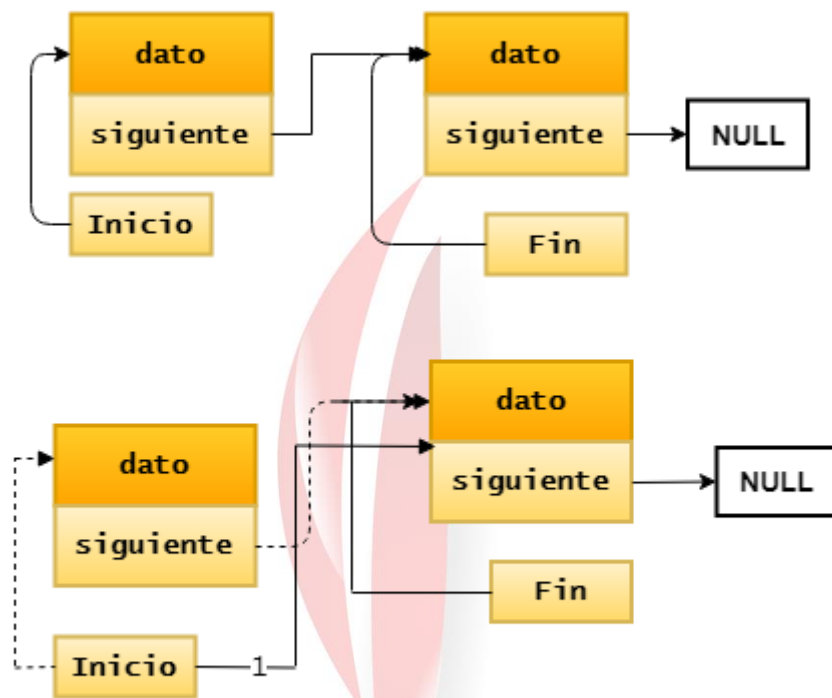 dato
dato
siguiente
siguiente
NULL
Inicio
Fin
dato
dato
siguiente
NULL
siguiente
Fin
Inicio
1